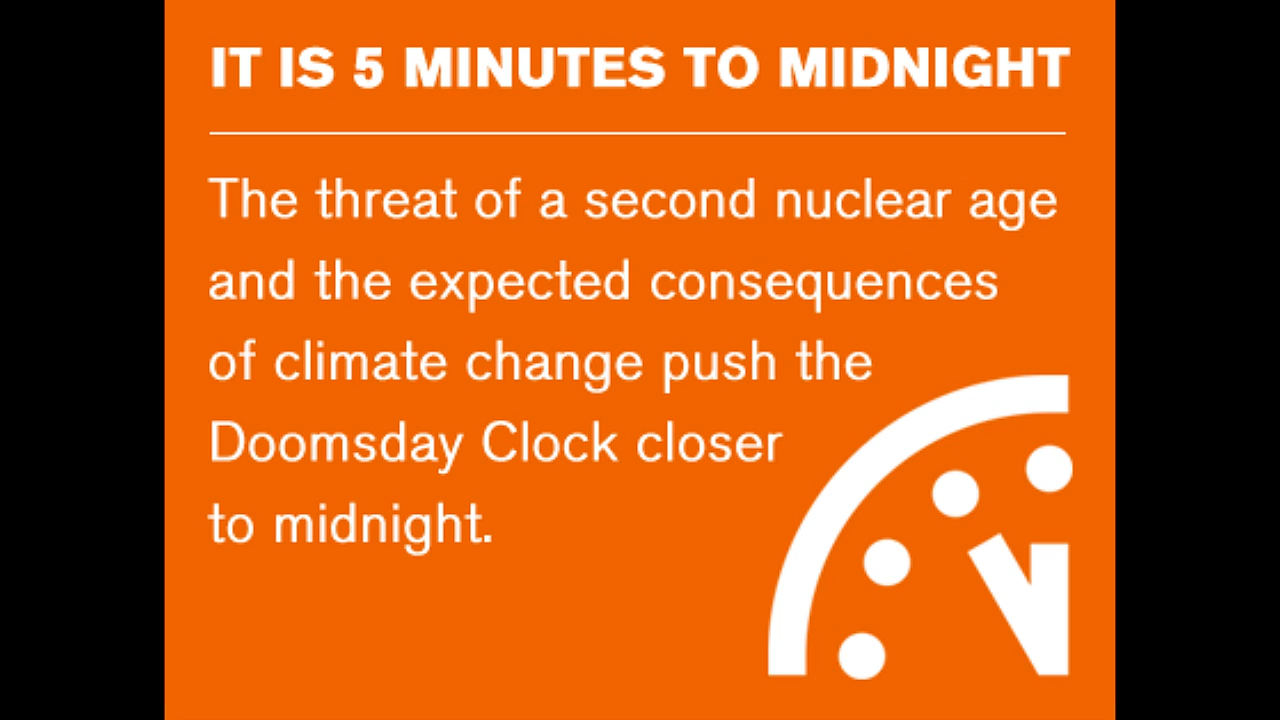 IT IS 5 MINUTES TO MIDNIGHT
The threat of a second nuclear age
and the expected consequences
of climate change push the
Doomsday Clock closer
to midnight.